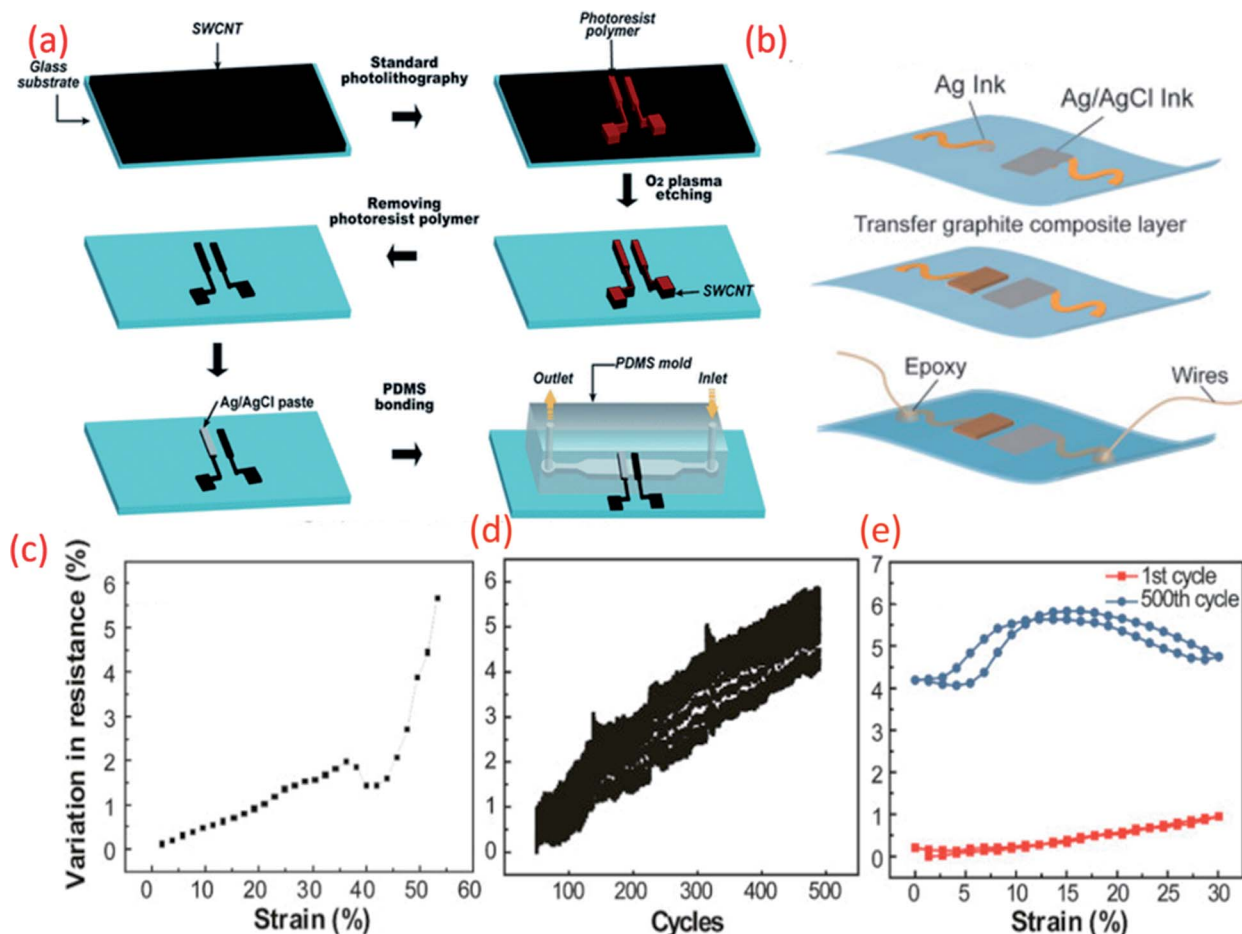 (a)
SWCNT
Glass
substrate
Standard
photolithography
Photoresist
polymer
O2 plasma
etching
Removing
photoresist polymer
SWCNT
Ag/AgCl paste
PDMS
bonding
Outlet
PDMS mold
Inlet
(b)
Ag Ink
Ag/AgCl Ink
Transfer graphite composite layer
Epoxy
Wires
(c)
Variation in resistance (%)
6
5
4
3
2
1
0
0 10 20 30 40 50 60
Strain (%)
(d)
6
5
4
3
2
1
0
100 200 300 400 500
Cycles
(e)
7
6
5
4
3
2
1
0
1st cycle
500th cycle
0 5 10 15 20 25 30
Strain (%)